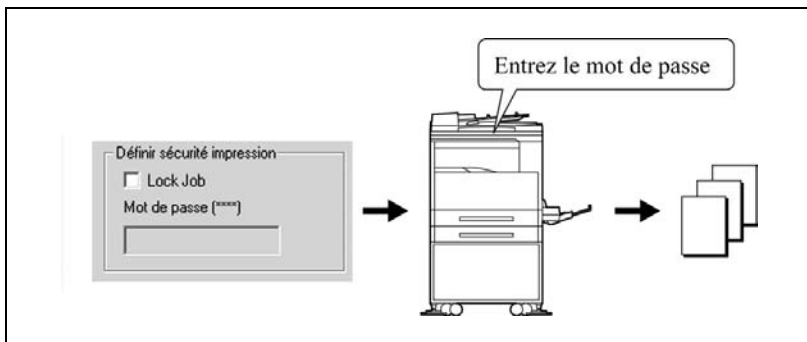 Définir sécurité impression
Lock Job
Mot de passe (****)
Entrez le mot de passe